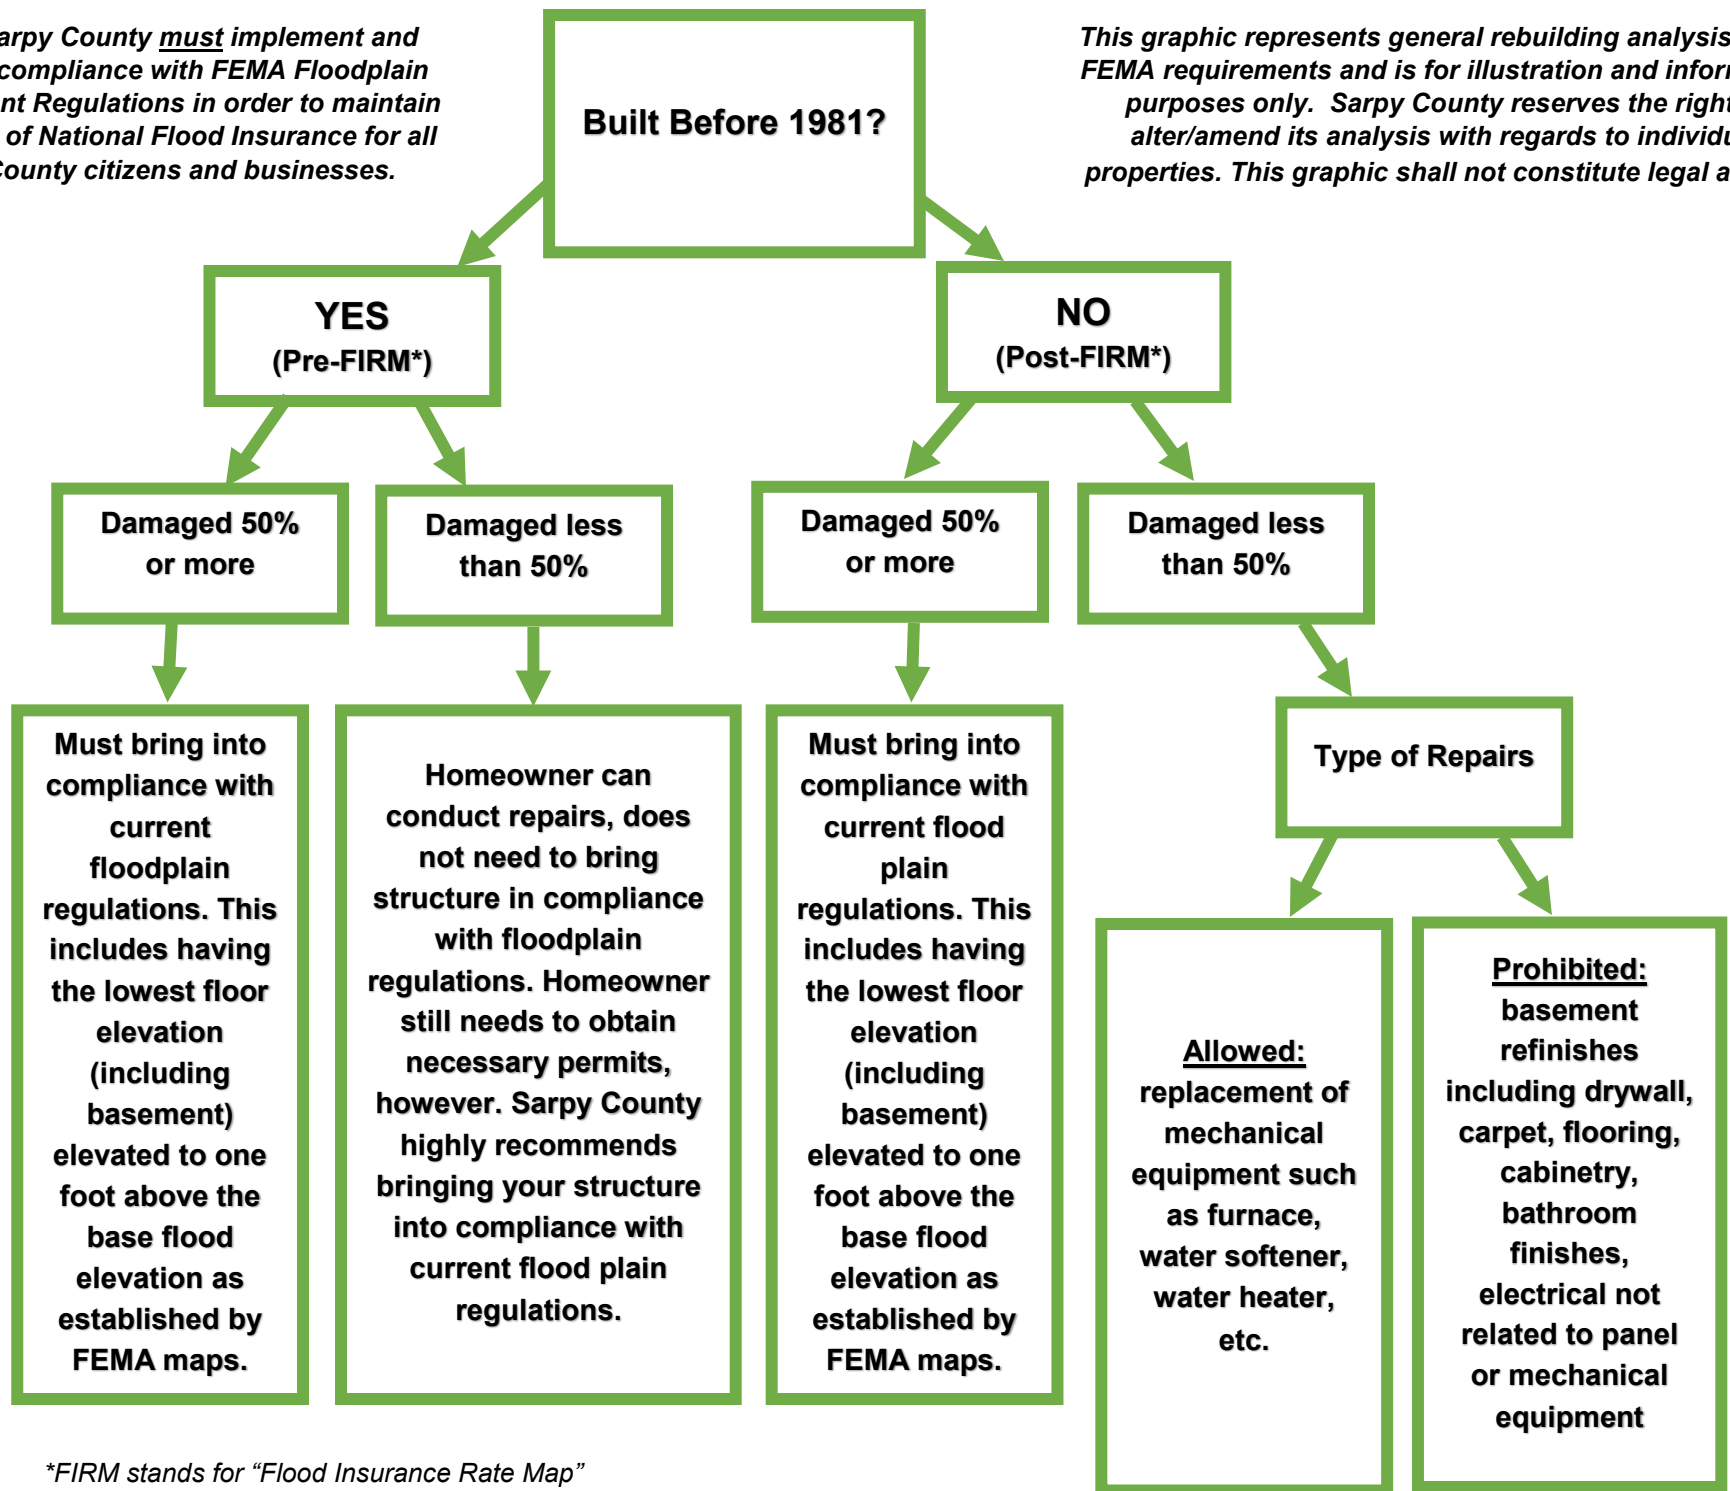 arpy County must implement and
compliance with FEMA Floodplain
nt Regulations in order to maintain
of National Flood Insurance for all
County citizens and businesses.
This graphic represents general rebuilding analysis
FEMA requirements and is for illustration and infor
purposes only. Sarpy County reserves the right
alter/amend its analysis with regards to individu
properties. This graphic shall not constitute legal a
Built Before 1981?
YES
(Pre-FIRM*)
NO
(Post-FIRM*)
Damaged 50%
or more
Damaged less
than 50%
Damaged 50%
or more
Damaged less
than 50%
Must bring into
compliance with
current
floodplain
regulations. This
includes having
the lowest floor
elevation
(including
basement)
elevated to one
foot above the
base flood
elevation as
established by
FEMA maps.
Homeowner can
conduct repairs, does
not need to bring
structure in compliance
with floodplain
regulations. Homeowner
still needs to obtain
necessary permits,
however. Sarpy County
highly recommends
bringing your structure
into compliance with
current flood plain
regulations.
Must bring into
compliance with
current flood
plain
regulations. This
includes having
the lowest floor
elevation
(including
basement)
elevated to one
foot above the
base flood
elevation as
established by
FEMA maps.
Type of Repairs
Allowed:
replacement of
mechanical
equipment such
as furnace,
water softener,
water heater,
etc.
Prohibited:
basement
refinishes
including drywall,
carpet, flooring,
cabinetry,
bathroom
finishes,
electrical not
related to panel
or mechanical
equipment
*FIRM stands for “Flood Insurance Rate Map”